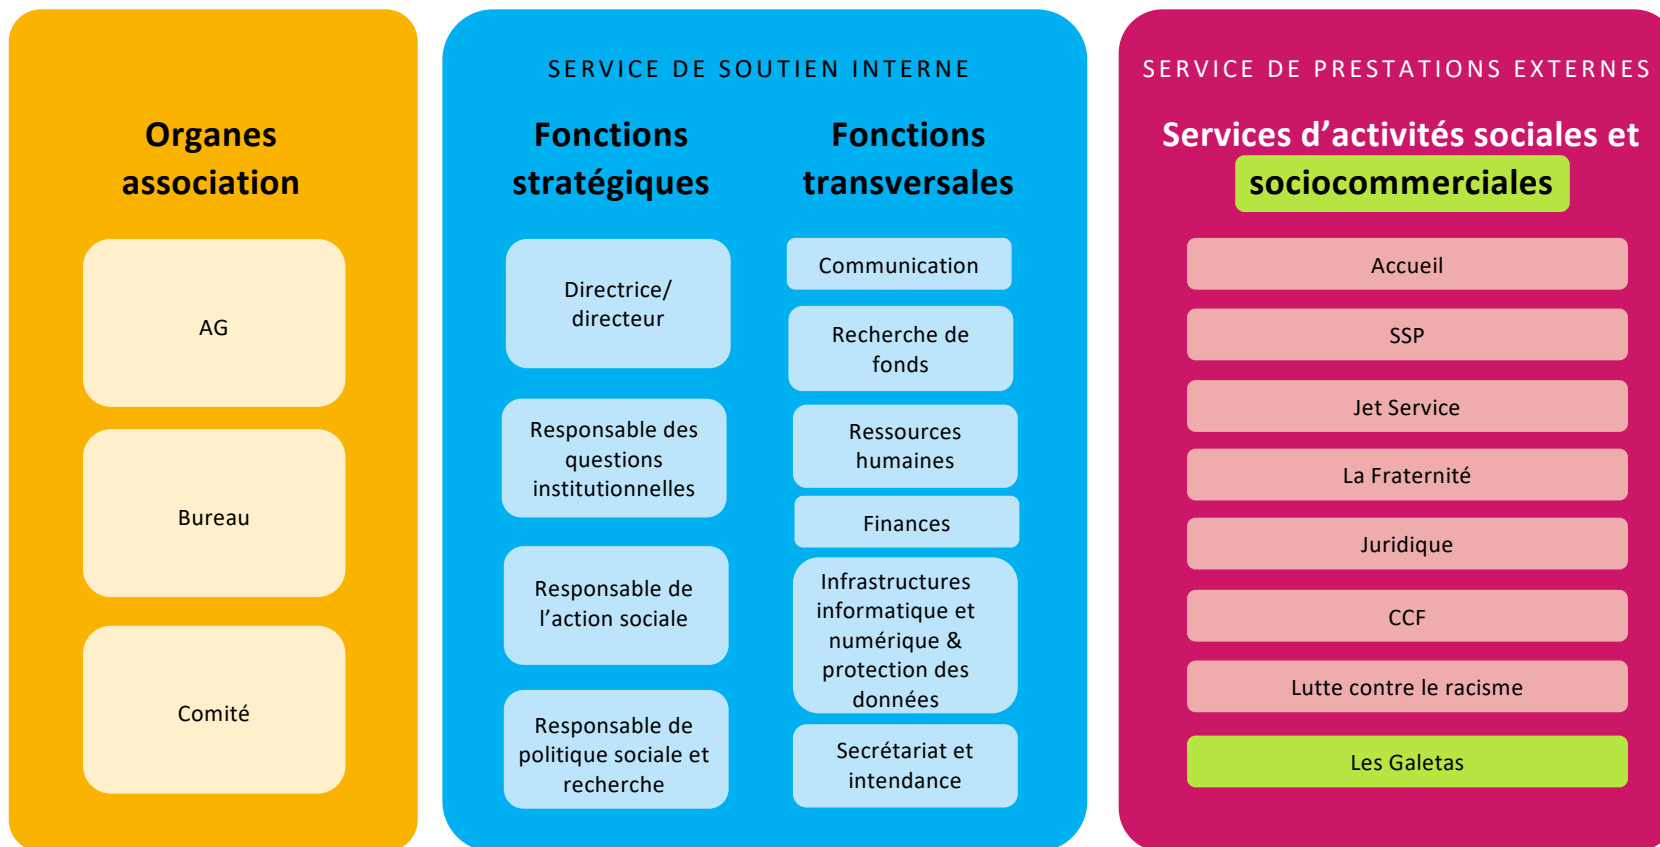 Organes
association
AG
Bureau
Comité
SERVICE DE SOUTIEN INTERNE
Fonctions
stratégiques
Directrice/
directeur
Responsable des
questions
institutionnelles
Responsable de
l’action sociale
Responsable de
politique sociale et
recherche
Fonctions
transversales
Communication
Recherche de
fonds
Ressources
humaines
Finances
Infrastructures
informatique et
numérique &
protection des
données
Secrétariat et
intendance
SERVICE DE PRESTATIONS EXTERNES
Services d’activités sociales et
sociocommerciales
Accueil
SSP
Jet Service
La Fraternité
Juridique
CCF
Lutte contre le racisme
Les Galetas